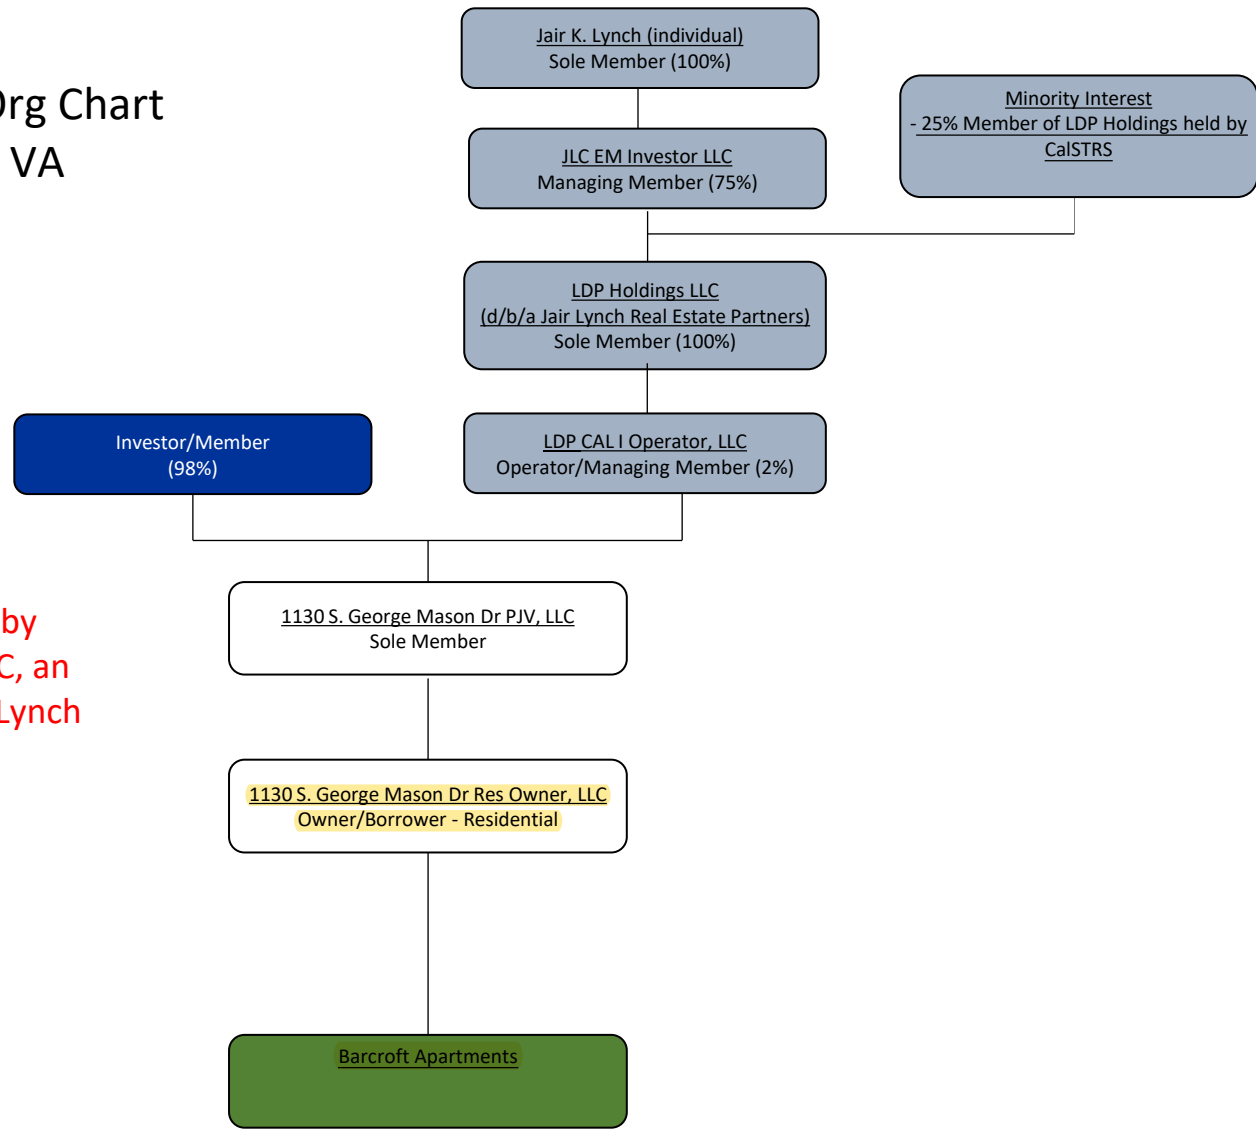 Org Chart
VA
Jair K. Lynch (individual)
Sole Member (100%)
Minority Interest
- 25% Member of LDP Holdings held by
CalSTRS
JLC EM Investor LLC
Managing Member (75%)
LDP Holdings LLC
(d/b/a Jair Lynch Real Estate Partners)
Sole Member (100%)
Investor/Member
(98%)
LDP CAL I Operator, LLC
Operator/Managing Member (2%)
1130 S. George Mason Dr PJV, LLC
Sole Member
by
C, an
Lynch
1130 S. George Mason Dr Res Owner, LLC
Owner/Borrower - Residential
Barcroft Apartments